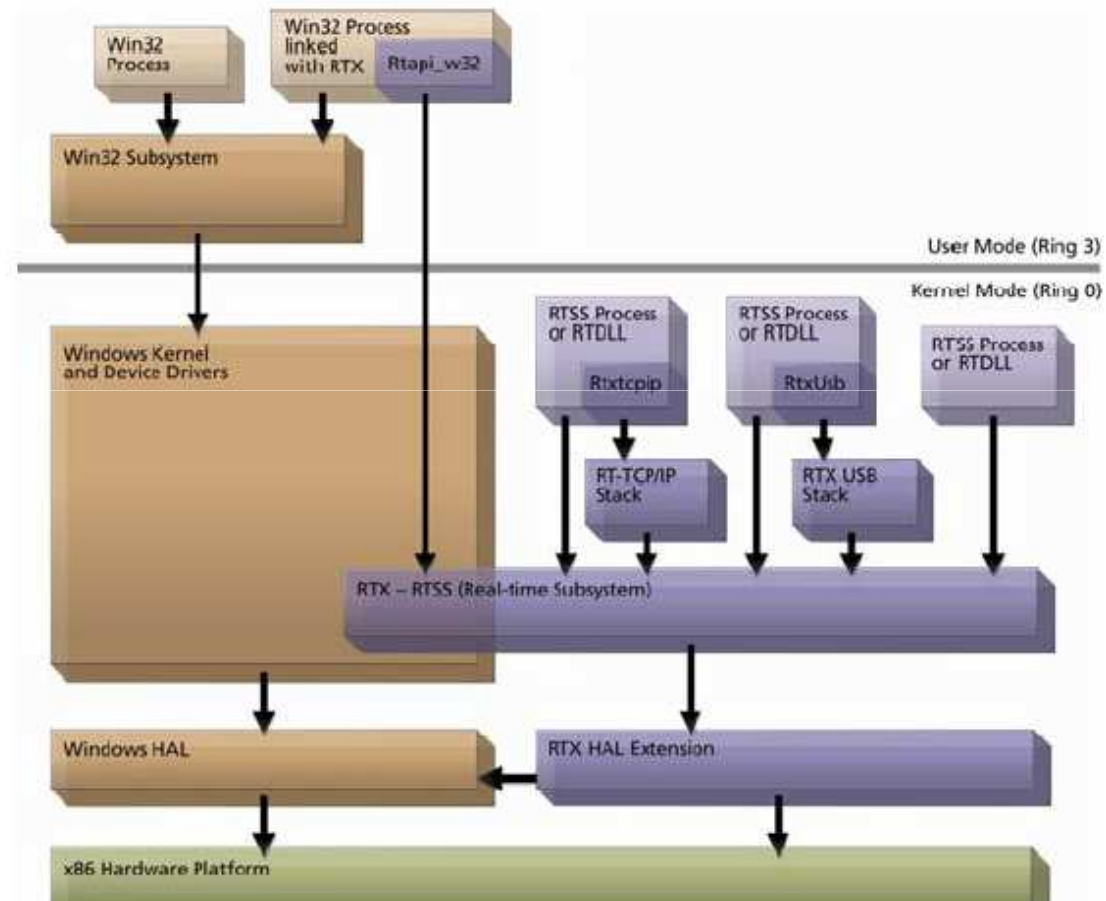 Win32
Process
Win32 Process
linked
with RTX
Rtapi_w32
Win32 Subsystem
User Mode (Ring 3)
Kernel Mode (Ring 0)
Windows Kernel
and Device Drivers
RTSS Process
or RTDLL
Rtxtcpip
RTSS Process
or RTDLL
RtxUsb
RTSS Process
or RTDLL
RT-TCP/IP
Stack
RTX USB
Stack
RTX – RTSS (Real-time Subsystem)
Windows HAL
RTX HAL Extension
x86 Hardware Platform